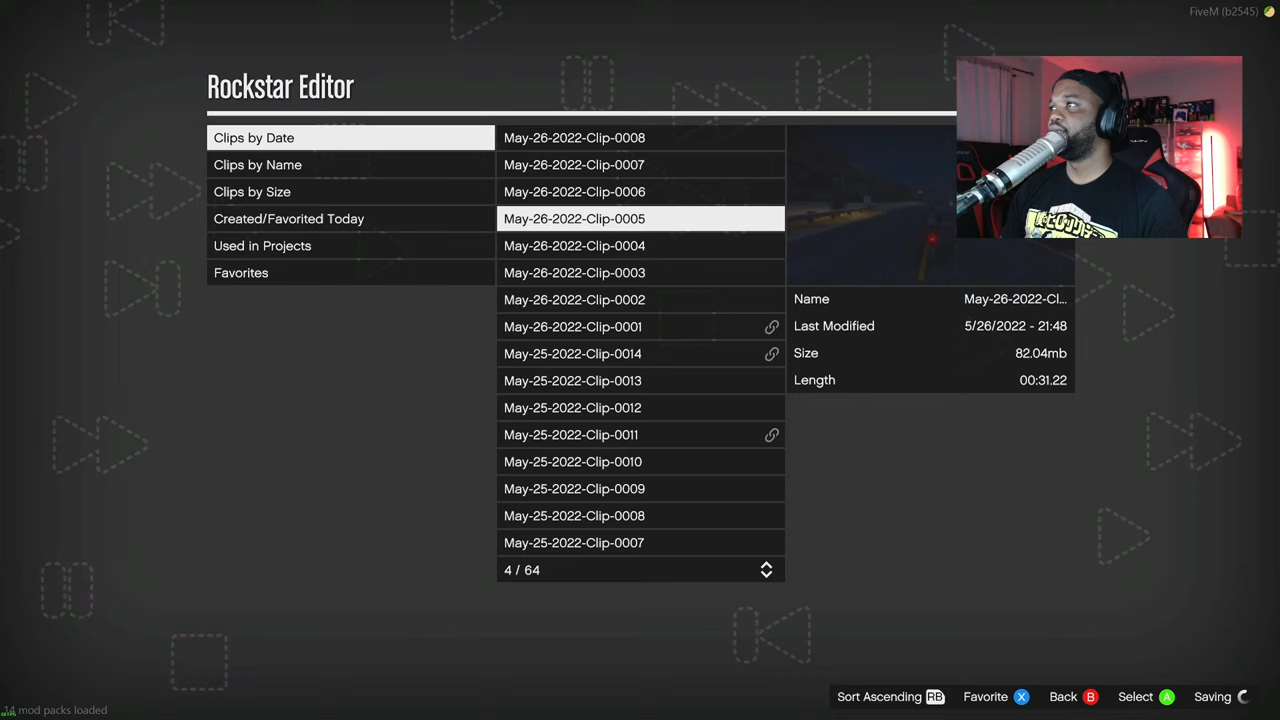 FiveM (b2545)
Rockstar Editor
Clips by Date
Clips by Name
Clips by Size
Created/Favorited Today
Used in Projects
Favorites
May-26-2022-Clip-0008
May-26-2022-Clip-0007
May-26-2022-Clip-0006
May-26-2022-Clip-0005
May-26-2022-Clip-0004
May-26-2022-Clip-0003
May-26-2022-Clip-0002
May-26-2022-Clip-0001
May-25-2022-Clip-0014
May-25-2022-Clip-0013
May-25-2022-Clip-0012
May-25-2022-Clip-0011
May-25-2022-Clip-0010
May-25-2022-Clip-0009
May-25-2022-Clip-0008
May-25-2022-Clip-0007
4 / 64
Name May-26-2022-Cl...
Last Modified 5/26/2022 - 21:48
Size 82.04mb
Length 00:31.22
Sort Ascending RB Favorite X Back B Select A Saving
14 mod packs loaded